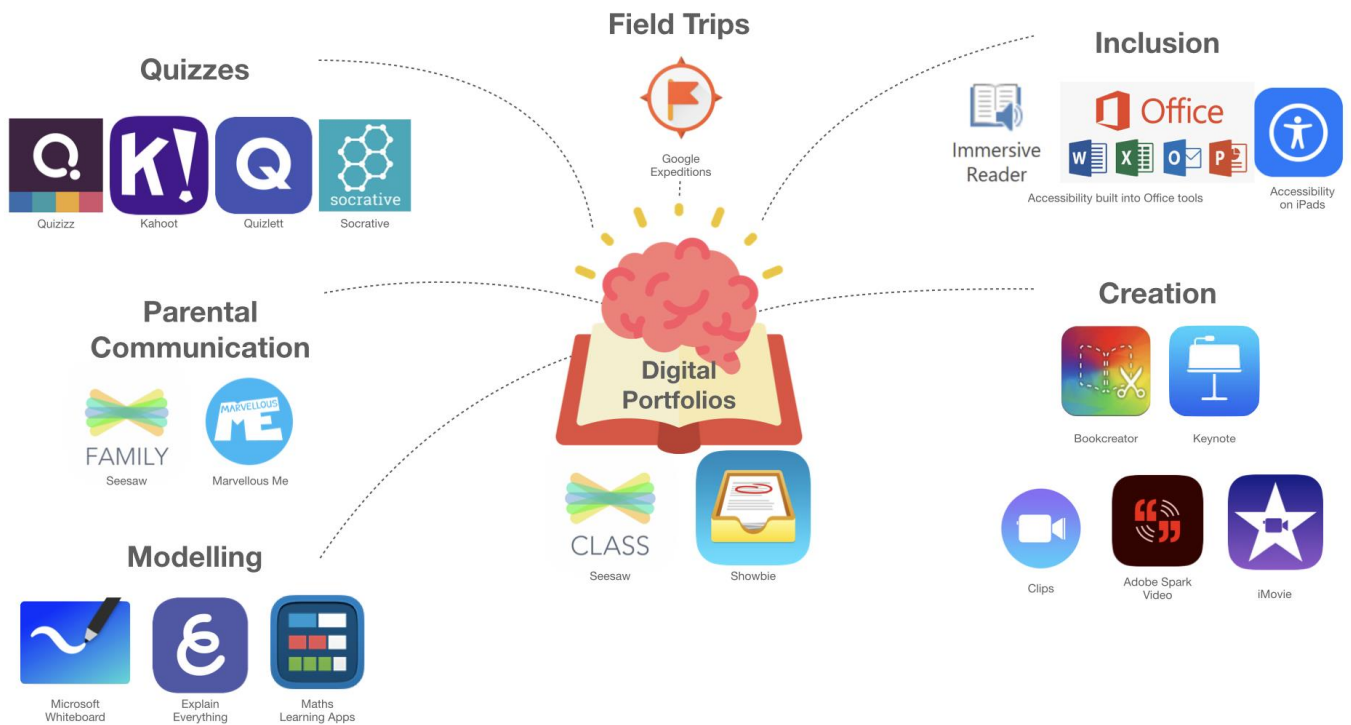 Field Trips
Google
Expeditions
Quizzes
socrative
Quizizz
Kahoot
Quizlett
Socrative
Inclusion
Immersive
Reader
Office
W
X
O
P
Accessibility built into Office tools
Accessibility
on iPads
Parental
Communication
FAMILY
Seesaw
MARVELLOUS
ME
Marvellous Me
Digital
Portfolios
CLASS
Seesaw
Showbie
Creation
Bookcreator
Keynote
Clips
Adobe Spark
Video
iMovie
Modelling
Microsoft
Whiteboard
Explain
Everything
Maths
Learning Apps
Q.
K!
Q